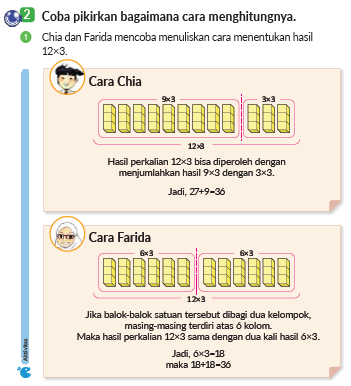 2 Coba pikirkan bagaimana cara menghitungnya.
1 Chia dan Farida mencoba menuliskan cara menentukan hasil
12×3.
Cara Chia
9×3 3×3
12×3
Hasil perkalian 12×3 bisa diperoleh dengan
menjumlahkan hasil 9×3 dengan 3×3.
Jadi, 27+9=36
Cara Farida
6×3 6×3
12×3
Jika balok-balok satuan tersebut dibagi dua kelompok,
masing-masing terdiri atas 6 kolom.
Maka hasil perkalian 12×3 sama dengan dua kali hasil 6×3.
Jadi, 6×3=18
maka 18+18=36
Aktivitas